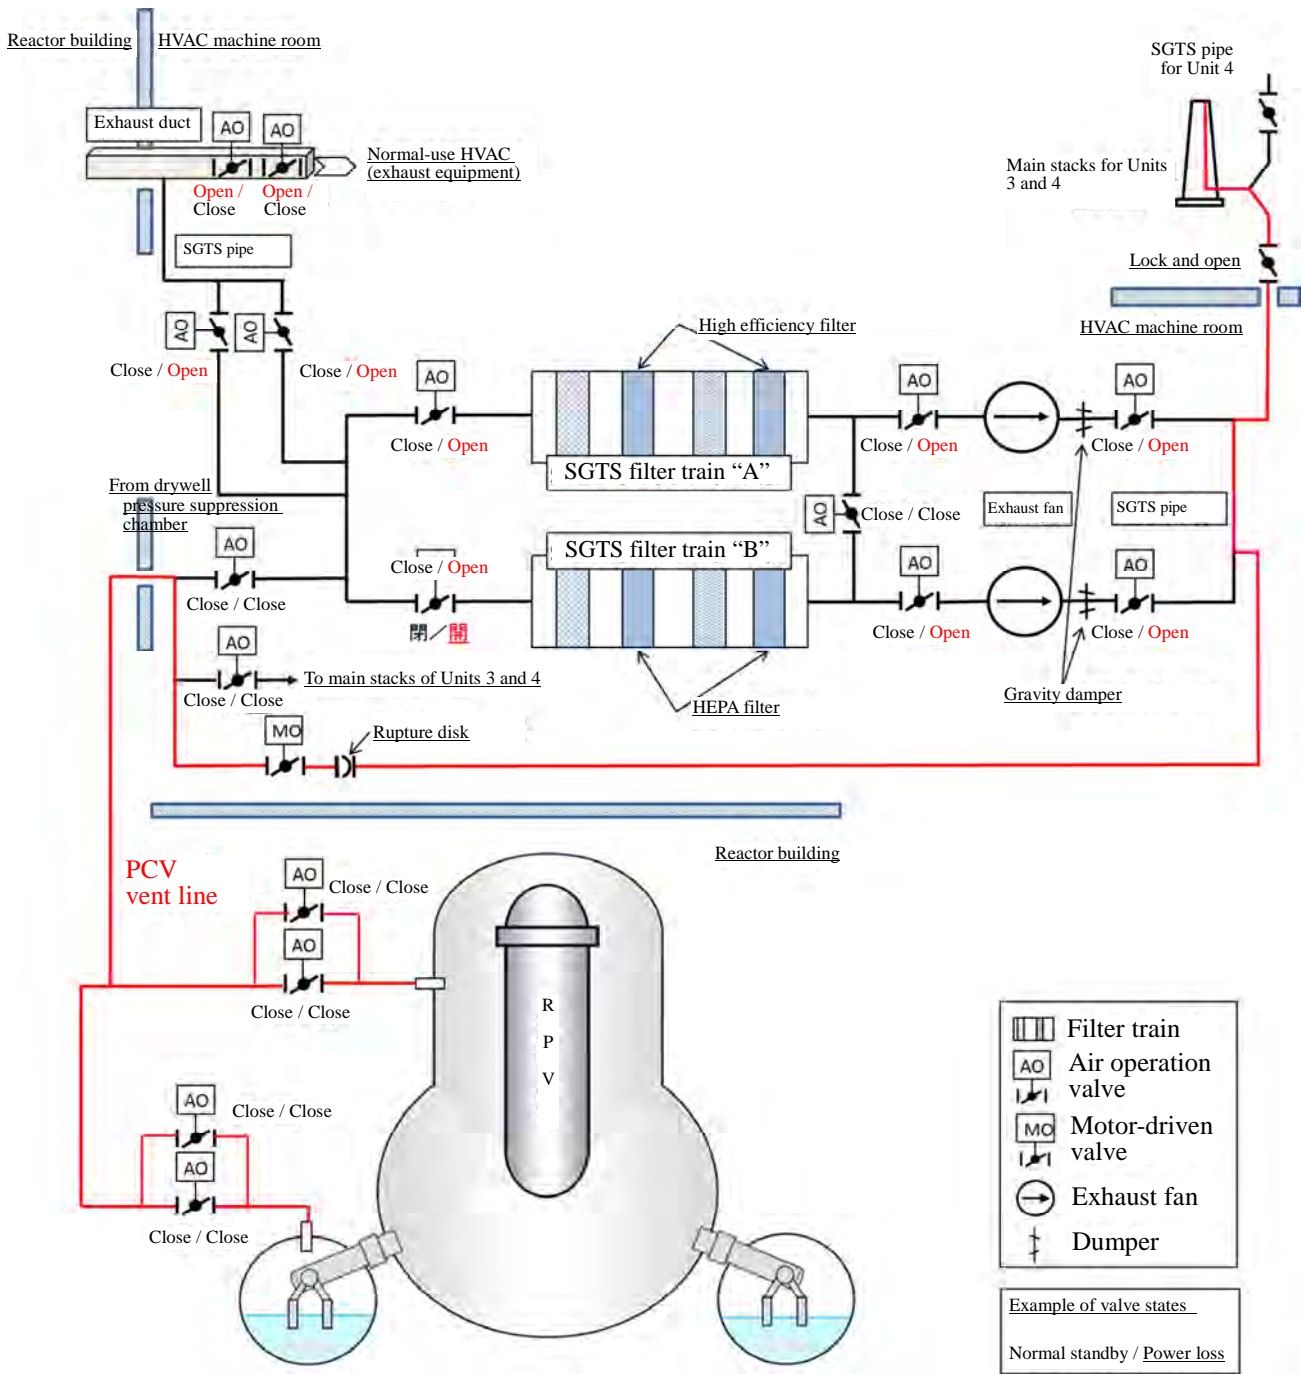 Reactor building
HVAC machine room
Exhaust duct
AO
AO
Normal-use HVAC
(exhaust equipment)
Open /
Close
Open /
Close
SGTS pipe
for Unit 4
Main stacks for Units
3 and 4
SGTS pipe
Lock and open
HVAC machine room
AO
AO
Close / Open
Close / Open
High efficiency filter
AO
Close / Open
AO
Close / Open
AO
Close / Open
SGTS filter train “A”
From drywell
pressure suppression
chamber
AO
Close / Close
Exhaust fan
SGTS pipe
AO
Close / Close
SGTS filter train “B”
Close / Open
閉／開
AO
Close / Open
AO
Close / Open
AO
Close / Close
To main stacks of Units 3 and 4
HEPA filter
Gravity damper
MO
Rupture disk
Reactor building
PCV
vent line
AO
Close / Close
AO
Close / Close
R
P
V
AO
Close / Close
AO
Close / Close
Filter train
AO
Air operation
valve
MO
Motor-driven
valve
Exhaust fan
Dumper
Example of valve states
Normal standby / Power loss